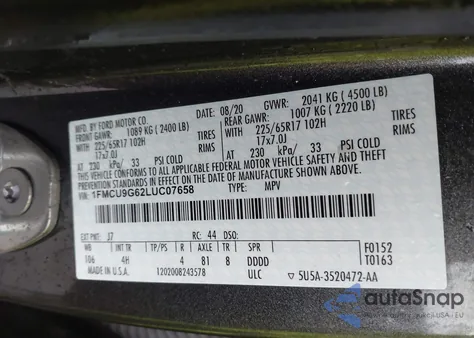 MFD. BY FORD MOTOR CO.
08/20 GVWR: 2041 KG (4500 LB)
FRONT GAWR: REAR GAWR:
1089 KG (2400 LB) 1007 KG (2220 LB)
225/65R17 102H TIRES 225/65R17 102H TIRES
17x7.0J RIMS 17x7.0J RIMS
AT 230 kPa/ 33 PSI COLD AT 230 kPa/ 33 PSI COLD
THIS VEHICLE CONFORMS TO ALL APPLICABLE FEDERAL MOTOR VEHICLE SAFETY, BUMPER, AND
THEFT PREVENTION STANDARDS IN EFFECT ON THE DATE OF MANUFACTURE SHOWN ABOVE.
VIN: 1FMCU9G62LUC07658 TYPE: MPV
EXT PNT: J7 RC: 44 DSO: F0152
WB INT TR TP/PS R AXLE TR SPR T0163
106 4H 4 81 8 DDDD
MADE IN U.S.A. 1202008243578 ULC 5U5A-3520472-AA
autaSnap
WWW.AUTASNAP.EU